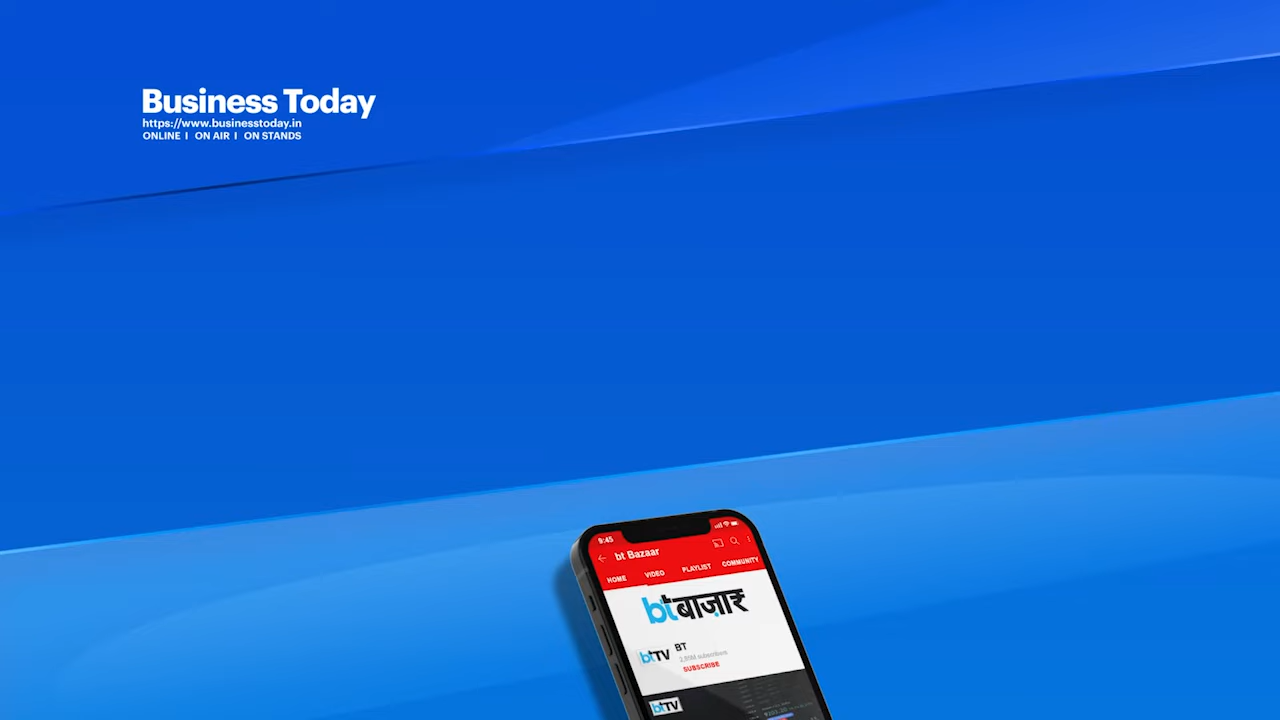 Business Today
https://www.businesstoday.in
ONLINE I ON AIR I ON STANDS
9:45
bt Bazaar
HOME VIDEO PLAYLIST COMMUNITY
btबाज़ार
btTV
BT
SUBSCRIBE
btTV